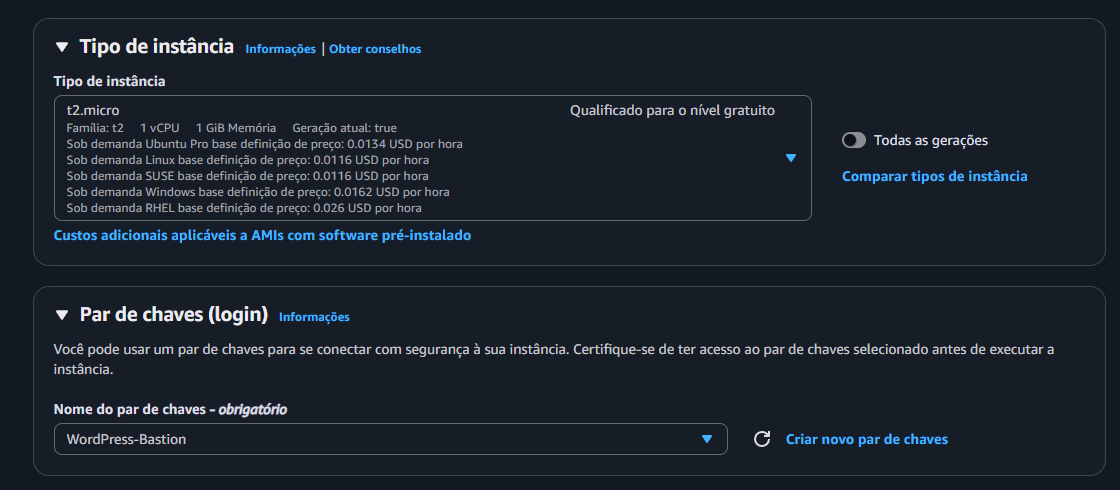 Tipo de instância Informações | Obter conselhos
Tipo de instância
t2.micro Qualificado para o nível gratuito
Família: t2 1 vCPU 1 GiB Memória Geração atual: true
Sob demanda Ubuntu Pro base definição de preço: 0.0134 USD por hora
Sob demanda Linux base definição de preço: 0.0116 USD por hora
Sob demanda SUSE base definição de preço: 0.0116 USD por hora
Sob demanda Windows base definição de preço: 0.0162 USD por hora
Sob demanda RHEL base definição de preço: 0.026 USD por hora
Todas as gerações
Comparar tipos de instância
Custos adicionais aplicáveis a AMIs com software pré-instalado
Par de chaves (login) Informações
Você pode usar um par de chaves para se conectar com segurança à sua instância. Certifique-se de ter acesso ao par de chaves selecionado antes de executar a
instância.
Nome do par de chaves - obrigatório
WordPress-Bastion
Criar novo par de chaves